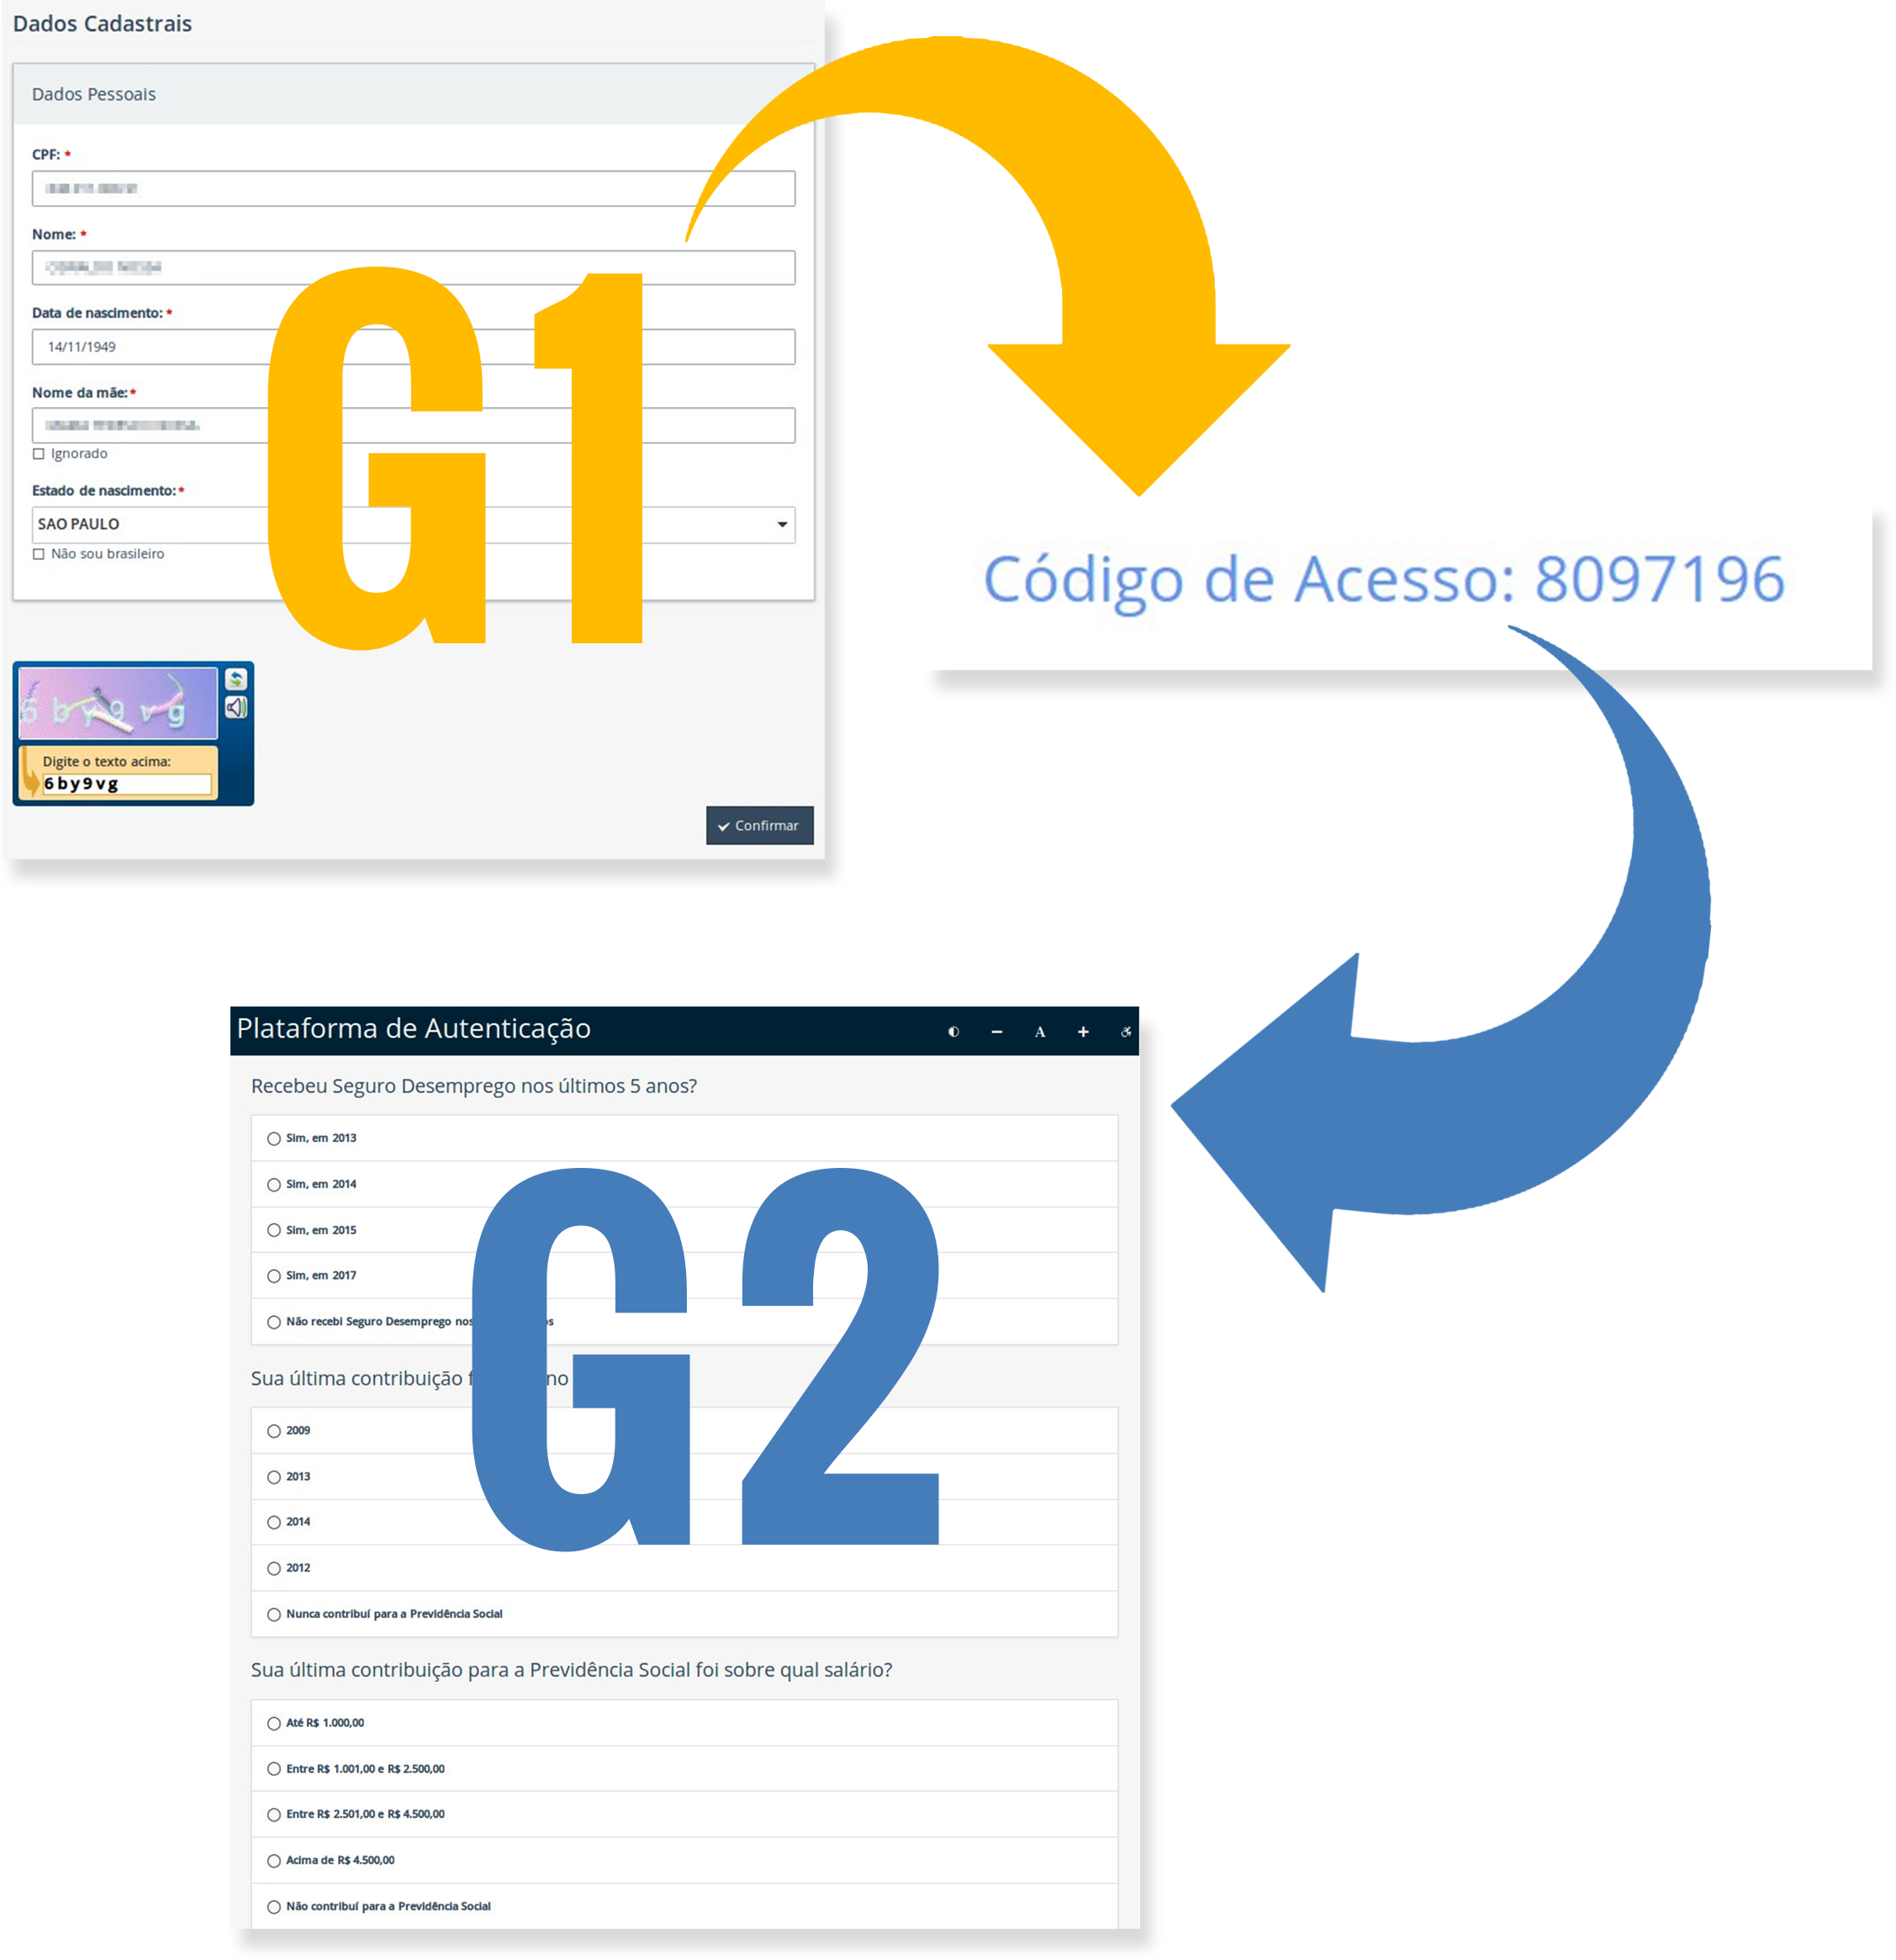 Dados Cadastrais
Dados Pessoais
CPF: *
Nome: *
Data de nascimento: *
14/11/1949
Nome da mãe: *
Ignorado
Estado de nascimento: *
SAO PAULO
Não sou brasileiro
G1
6by9vg
Digite o texto acima:
6by9vg
Confirmar
Código de Acesso: 8097196
Plataforma de Autenticação
A
Recebeu Seguro Desemprego nos últimos 5 anos?
Sim, em 2013
Sim, em 2014
Sim, em 2015
Sim, em 2017
Não recebi Seguro Desemprego nos
Sua última contribuição no
2009
2013
2014
2012
Nunca contribuí para a Previdência Social
G2
Sua última contribuição para a Previdência Social foi sobre qual salário?
Até R$ 1.000,00
Entre R$ 1.001,00 e R$ 2.500,00
Entre R$ 2.501,00 e R$ 4.500,00
Acima de R$ 4.500,00
Não contribuí para a Previdência Social